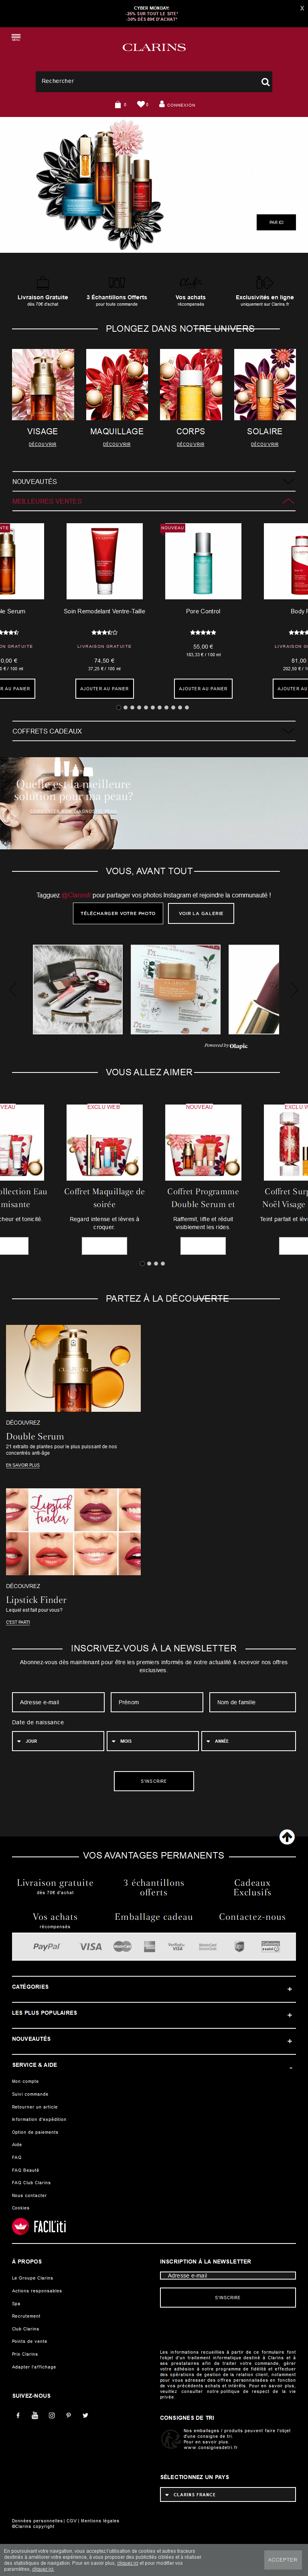 CYBER MONDAY:
-25% SUR TOUT LE SITE*
-30% DÈS 89€ D'ACHAT*
X
MENU
CLARINS
Rechercher
0
0
CONNEXION
PAR ICI
Livraison Gratuite
dès 70€ d'achat
3 Échantillons Offerts
pour toute commande
Vos achats
récompensés
Exclusivités en ligne
uniquement sur Clarins.fr
PLONGEZ DANS NOTRE UNIVERS
VISAGE
DÉCOUVRIR
MAQUILLAGE
DÉCOUVRIR
CORPS
DÉCOUVRIR
SOLAIRE
DÉCOUVRIR
NOUVEAUTÉS
MEILLEURES VENTES
NOUVEAU
le Serum
Soin Remodelant Ventre-Taille
Pore Control
Body F
ON GRATUITE
LIVRAISON GRATUITE
LIVRAISON G
0,00 €
74,50 €
37,25 € / 100 ml
55,00 €
183,33 € / 100 ml
81,00
R AU PANIER
AJOUTER AU PANIER
AJOUTER AU PANIER
AJOUTER AU
COFFRETS CADEAUX
Quelle est la meilleure
solution pour ma peau?
VOUS, AVANT TOUT
Tagguez @Clarinsfr pour partager vos photos Instagram et rejoindre la communauté !
TÉLÉCHARGER VOTRE PHOTO
VOIR LA GALERIE
Powered by Olapic
VOUS ALLEZ AIMER
VEAU
EXCLU WEB
NOUVEAU
EXCLU W
ollection Eau
misante
cheur et tonicité.
Coffret Maquillage de
soirée
Regard intense et lèvres à
croquer.
Coffret Programme
Double Serum et
Raffermit, lifte et réduit
visiblement les rides.
Coffret Surp
Noël Visage
Teint parfait et lèv
PARTEZ À LA DÉCOUVERTE
DÉCOUVREZ
Double Serum
21 extraits de plantes pour le plus puissant de nos
concentrés anti-âge
EN SAVOIR PLUS
Lipstick
Finder
DÉCOUVREZ
Lipstick Finder
Lequel est fait pour vous?
C'EST PARTI
INSCRIVEZ-VOUS À LA NEWSLETTER
Abonnez-vous dès maintenant pour être les premiers informés de notre actualité & recevoir nos offres
exclusives.
Adresse e-mail
Prénom
Nom de famille
Date de naissance
JOUR
MOIS
ANNÉE
S'INSCRIRE
VOS AVANTAGES PERMANENTS
Livraison gratuite
dès 70€ d'achat
3 échantillons
offerts
Cadeaux
Exclusifs
Vos achats
récompensés
Emballage cadeau
Contactez-nous
PayPal
VISA
MasterCard
Verified by
VISA
MasterCard
SecureCode
CATÉGORIES
+
LES PLUS POPULAIRES
+
NOUVEAUTÉS
+
SERVICE & AIDE
-
Mon compte
Suivi commande
Retourner un article
Information d'expédition
Option de paiements
Aide
FAQ
FAQ Beauté
FAQ Club Clarins
Nous contacter
Cookies
FACIL'iti
À PROPOS
Le Groupe Clarins
Actions responsables
Spa
Recrutement
Club Clarins
Points de vente
Prix Clarins
Adapter l'affichage
INSCRIPTION À LA NEWSLETTER
Adresse e-mail
S'INSCRIRE
Les informations recueillies à partir de ce formulaire font
l'objet d'un traitement informatique destiné à Clarins et à
ses prestataires afin de traiter votre commande, gérer
votre adhésion à notre programme de fidélité et effectuer
des opérations de gestion de la relation client, notamment
pour vous adresser des offres personnalisées en fonction
de vos précédents achats et intérêts. Pour en savoir plus,
veuillez consulter notre politique de respect de la vie
privée.
SUIVEZ-NOUS
CONSIGNES DE TRI
Nos emballages / produits peuvent faire l'objet
d'une consigne de tri.
Pour en savoir plus:
www.consignesdetri.fr
SÉLECTIONNEZ UN PAYS
CLARINS FRANCE
Données personnelles | CGV | Mentions légales
©Clarins copyright
En poursuivant votre navigation, vous acceptez l'utilisation de cookies et autres traceurs
destinés à améliorer votre expérience, à vous proposer des publicités ciblées et à réaliser
des statistiques de navigation. Pour en savoir plus, cliquez ici et pour modifier vos
paramètres, cliquez ici.
ACCEPTER